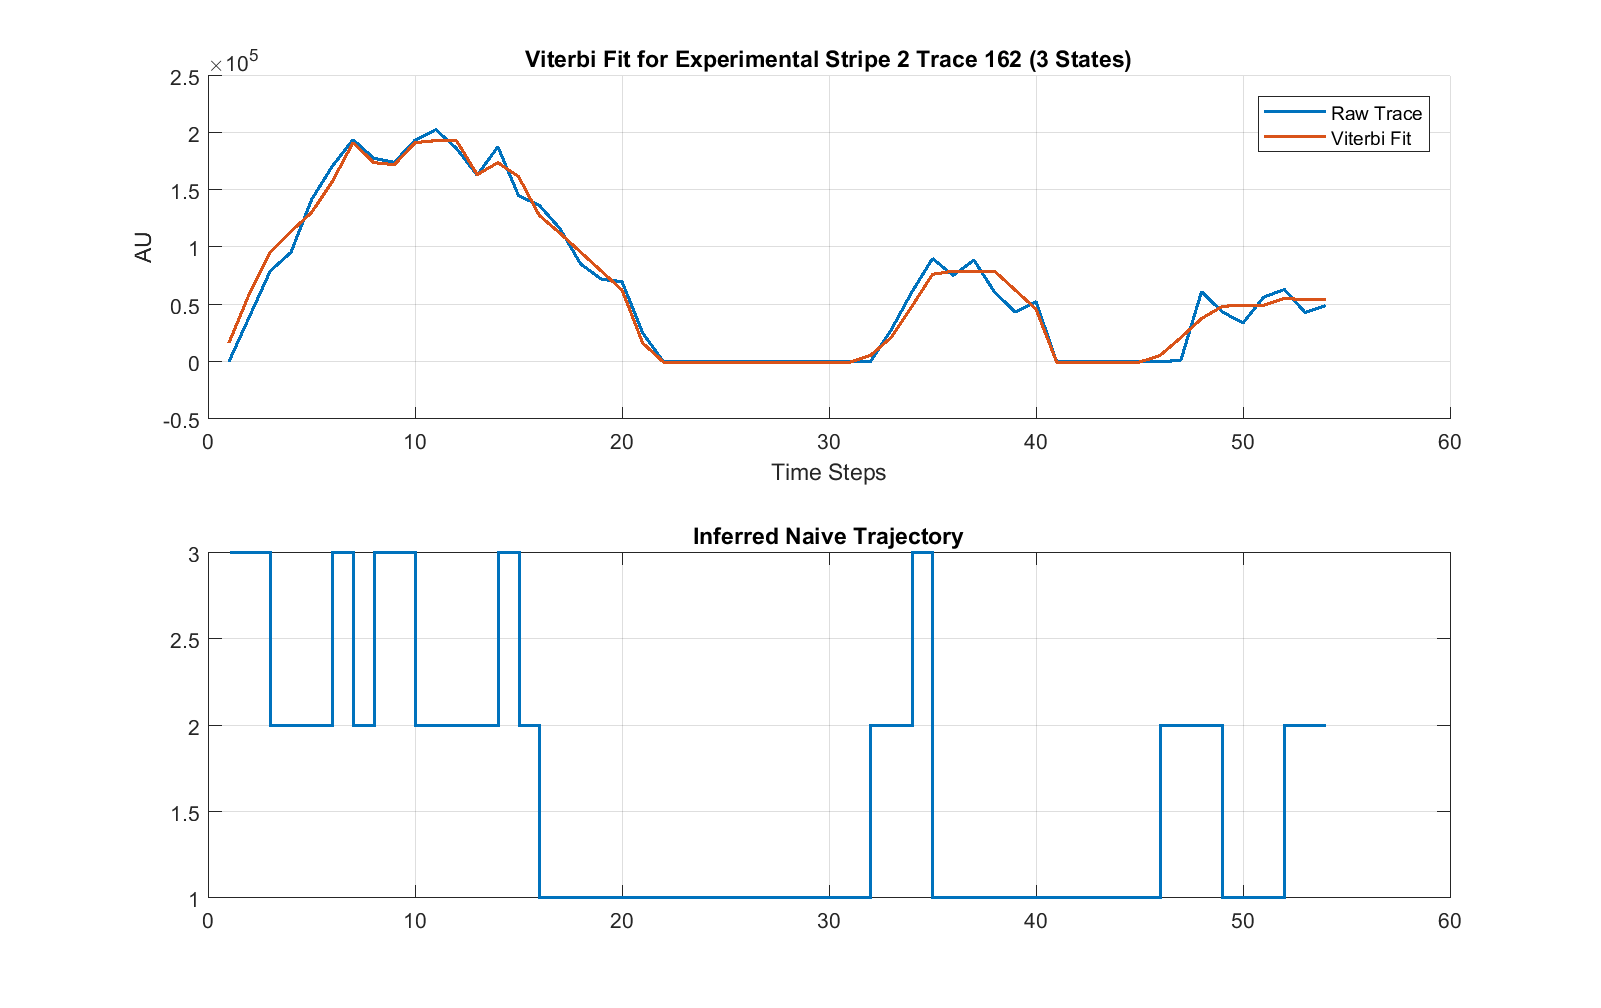 Viterbi Fit for Experimental Stripe 2 Trace 162 (3 States)
×10^5
2.5
2
1.5
1
0.5
0
-0.5
AU
Raw Trace
Viterbi Fit
0 10 20 30 40 50 60
Time Steps
Inferred Naive Trajectory
3
2.5
2
1.5
1
0 10 20 30 40 50 60